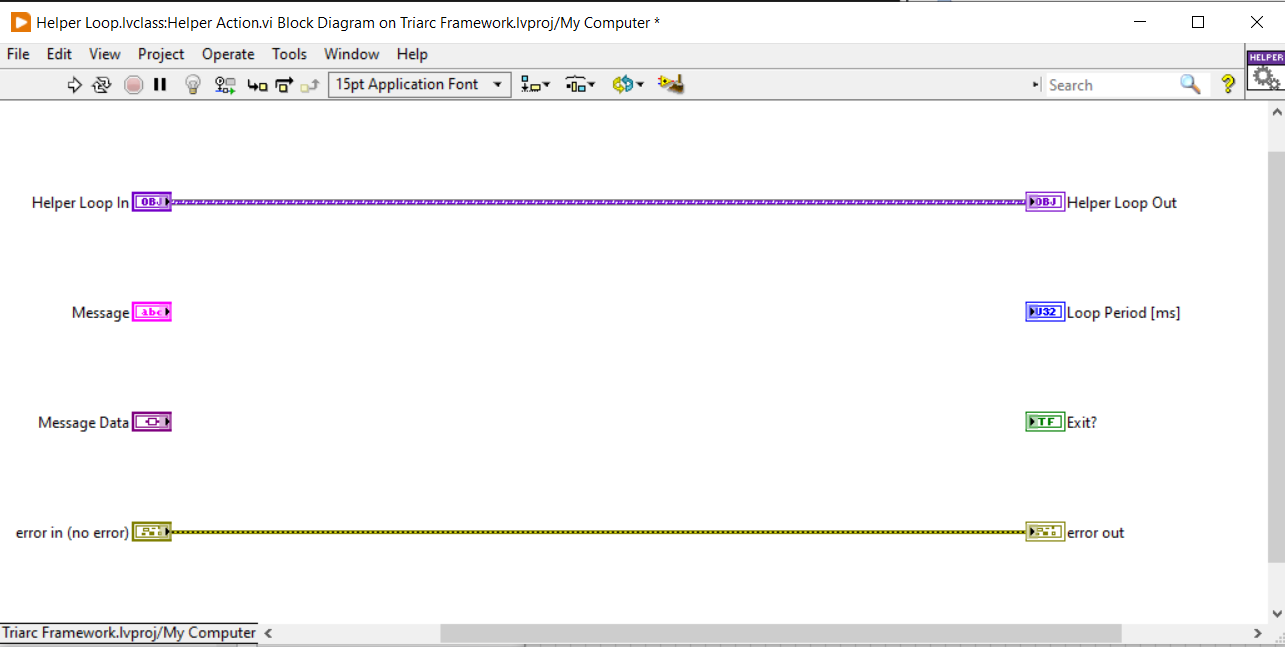 Helper Loop.lvclass:Helper Action.vi Block Diagram on Triarc Framework.lvproj/My Computer *
File Edit View Project Operate Tools Window Help
HELPER
15pt Application Font
Search
?
Helper Loop In OBJ OBJ Helper Loop Out
Message abc U32 Loop Period [ms]
Message Data TF Exit?
error in (no error) error out
Triarc Framework.lvproj/My Computer